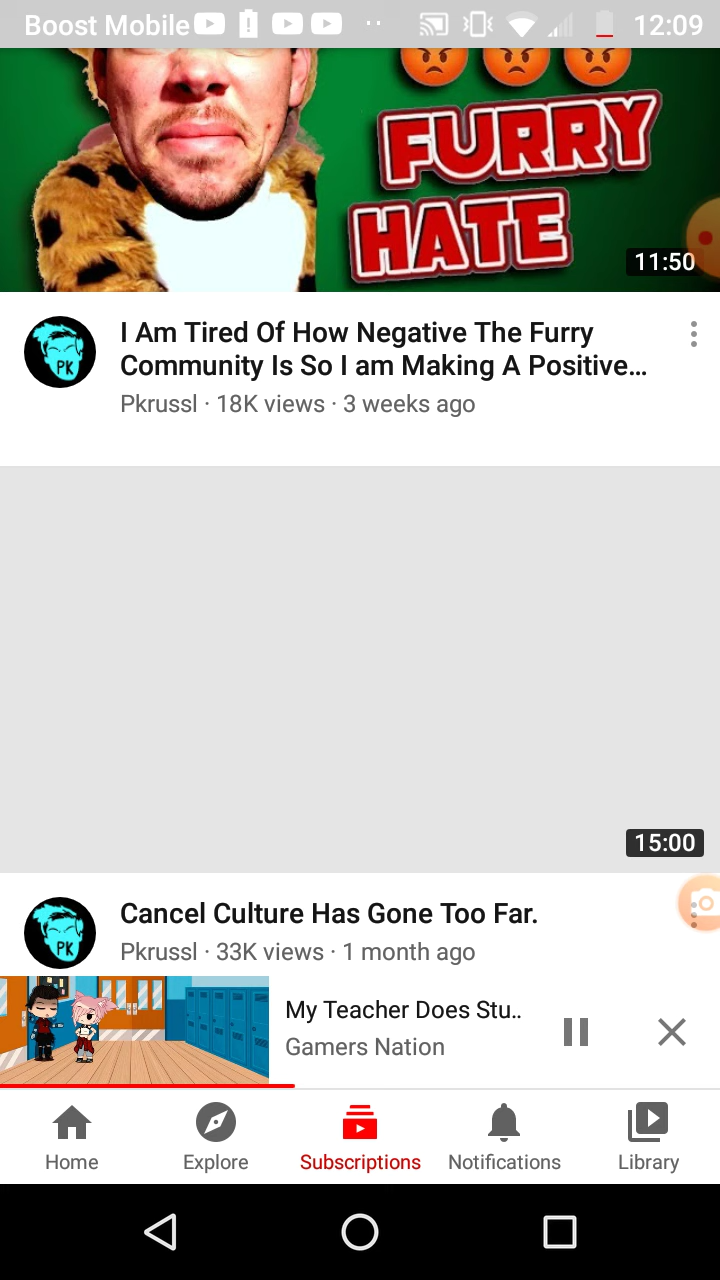 Boost Mobile 12:09
FURRY
HATE
11:50
I Am Tired Of How Negative The Furry
Community Is So I am Making A Positive...
PK
Pkrussl · 18K views · 3 weeks ago
15:00
Cancel Culture Has Gone Too Far.
PK
Pkrussl · 33K views · 1 month ago
My Teacher Does Stu..
Gamers Nation
Home Explore Subscriptions Notifications Library